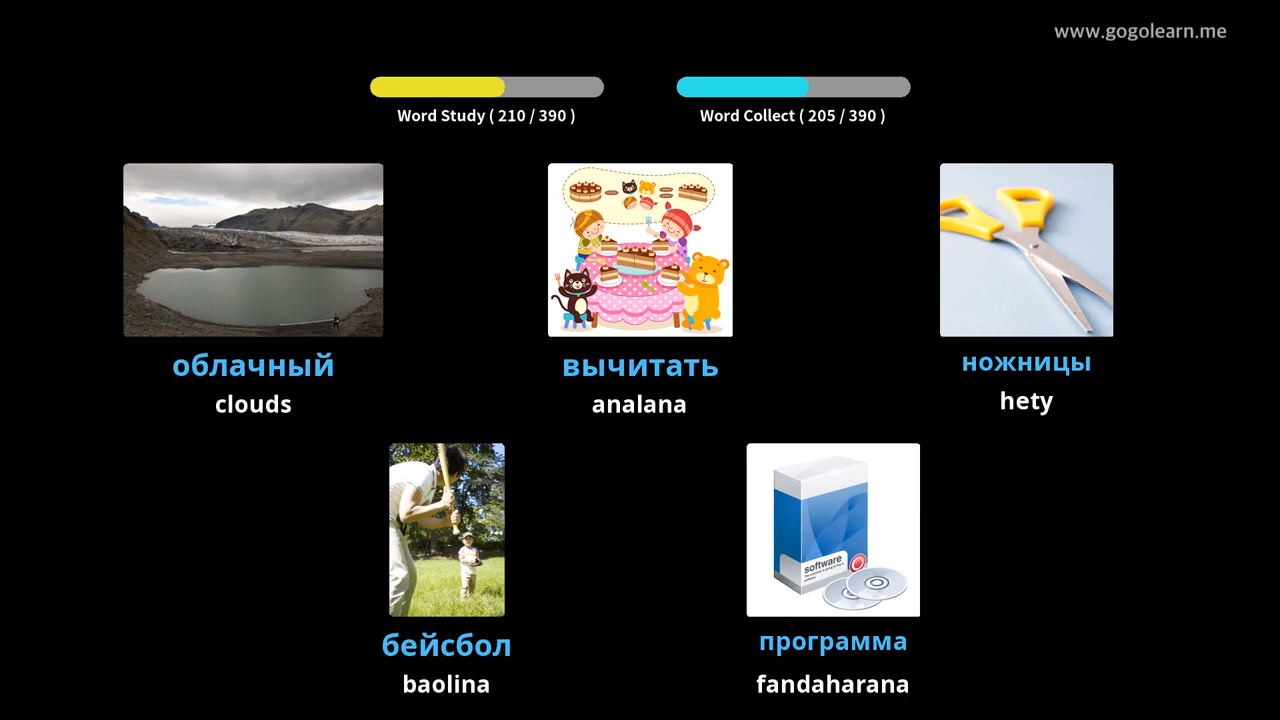 www.gogolearn.me
Word Study ( 210 / 390 )
Word Collect ( 205 / 390 )
облачный
вычитать
ножницы
clouds
analana
hety
software
бейсбол
программа
baolina
fandaharana